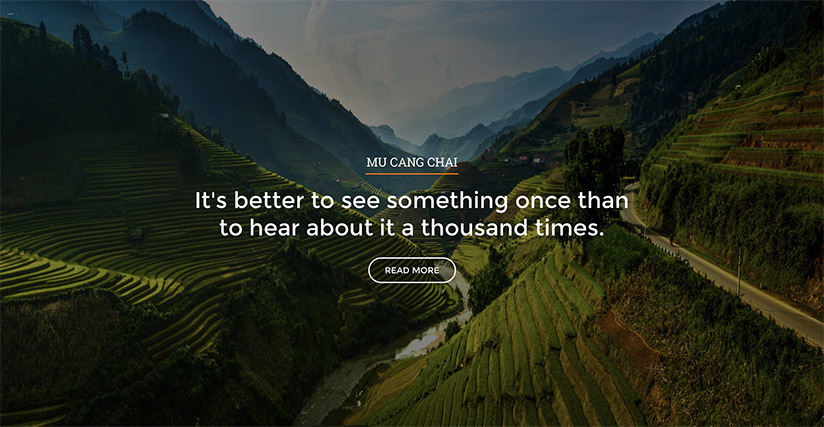 MU CANG CHAI
It's better to see something once than
to hear about it a thousand times.
READ MORE